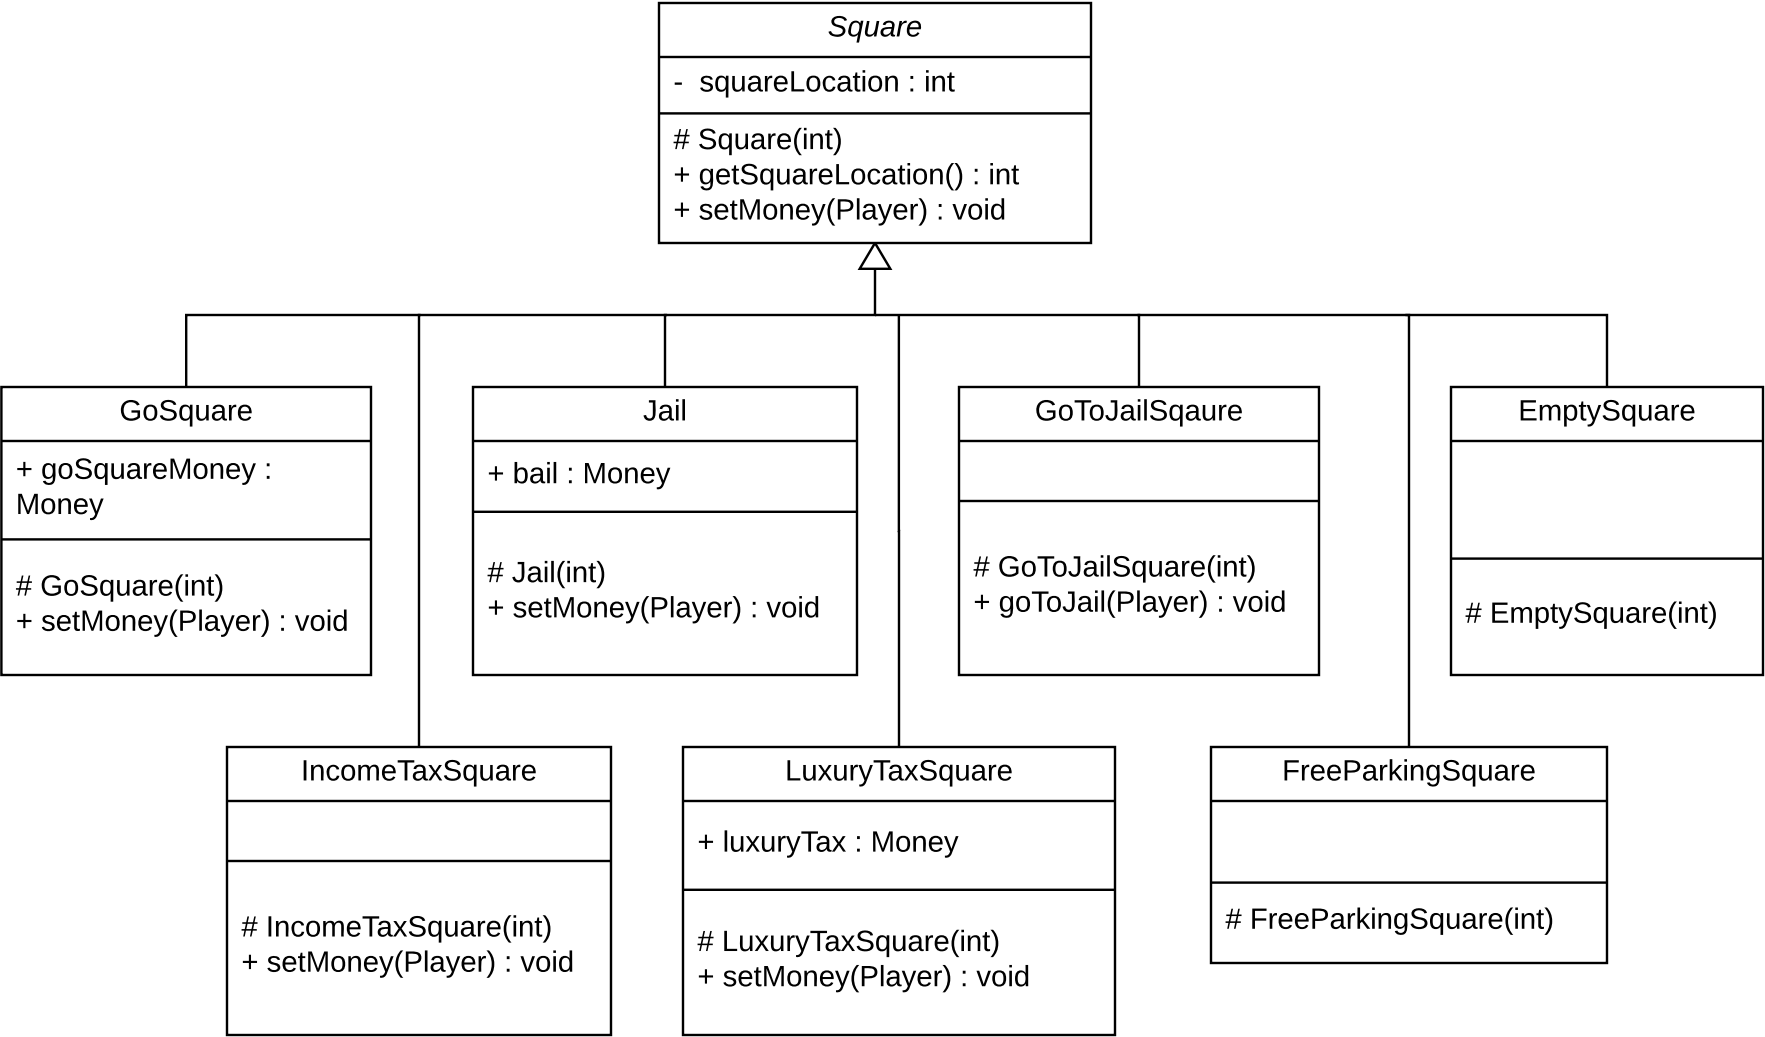 Square
- squareLocation : int
# Square(int)
+ getSquareLocation() : int
+ setMoney(Player) : void
GoSquare
+ goSquareMoney :
Money
# GoSquare(int)
+ setMoney(Player) : void
Jail
+ bail : Money
# Jail(int)
+ setMoney(Player) : void
GoToJailSqaure
# GoToJailSquare(int)
+ goToJail(Player) : void
EmptySquare
# EmptySquare(int)
IncomeTaxSquare
# IncomeTaxSquare(int)
+ setMoney(Player) : void
LuxuryTaxSquare
+ luxuryTax : Money
# LuxuryTaxSquare(int)
+ setMoney(Player) : void
FreeParkingSquare
# FreeParkingSquare(int)